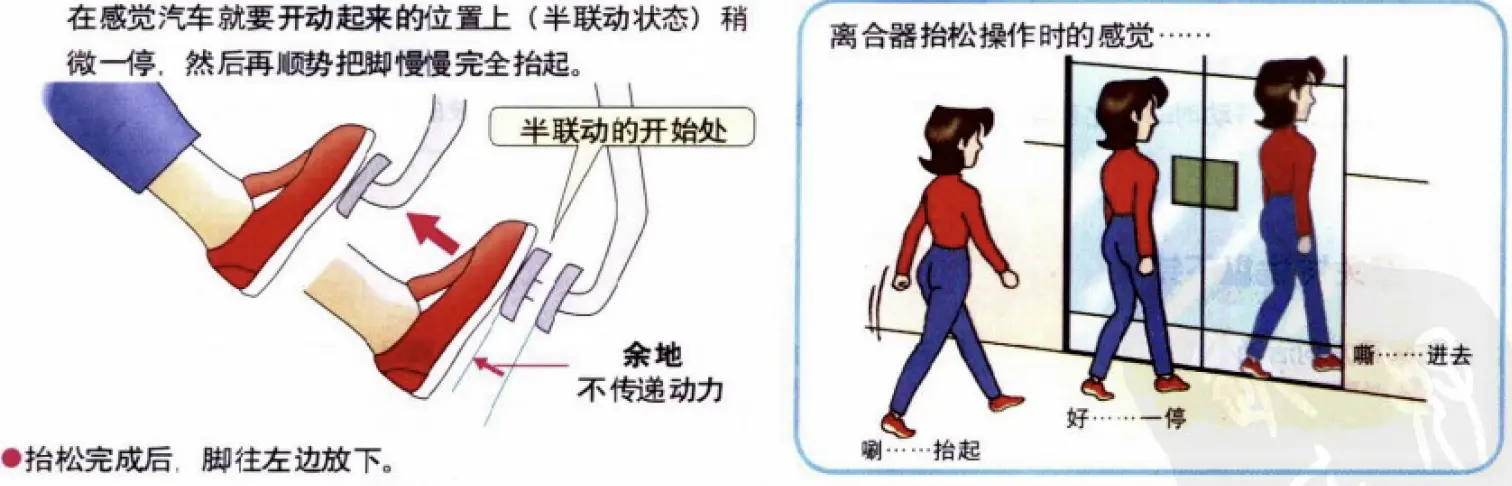 在感觉汽车就要开动起来的位置上（半联动状态）稍
微一停，然后再顺势把脚慢慢完全抬起。
半联动的开始处
余地
不传递动力
●抬松完成后，脚往左边放下。
离合器抬松操作时的感觉……
嘶……进去
好……一停
唰……抬起